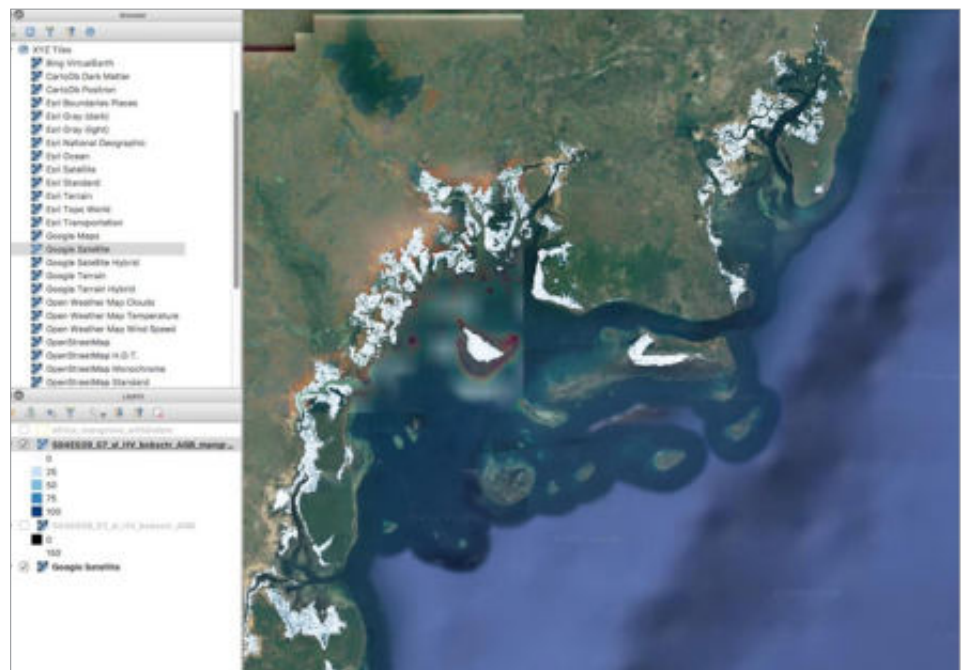 Browser
XYZ Tiles
Bing VirtualEarth
CartoDb Dark Matter
CartoDb Positron
Esri Boundaries Places
Esri Gray (dark)
Esri Gray (light)
Esri National Geographic
Esri Ocean
Esri Satellite
Esri Standard
Esri Terrain
Esri Topo World
Esri Transportation
Google Maps
Google Satellite
Google Satellite Hybrid
Google Terrain
Google Terrain Hybrid
Open Weather Map Clouds
Open Weather Map Temperature
Open Weather Map Wind Speed
OpenStreetMap
OpenStreetMap H.O.T.
OpenStreetMap Monochrome
OpenStreetMap Standard
Layers
0
25
50
75
100
0
150
Google Satellite